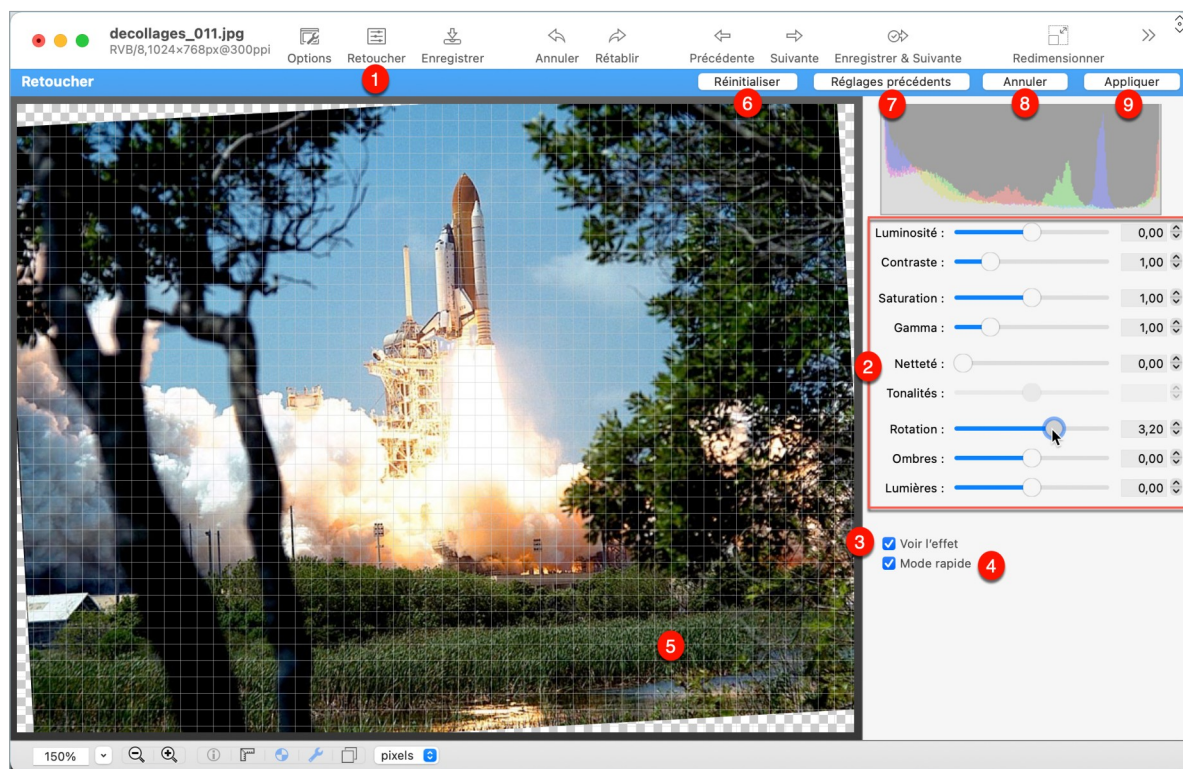 decollages_011.jpg
RVB/8,1024×768px@300ppi
Options Retoucher Enregistrer Annuler Rétablir Précédente Suivante Enregistrer & Suivante Redimensionner
1
Retoucher Réinitialiser Réglages précédents Annuler Appliquer
6 7 8 9
Luminosité : 0,00
Contraste : 1,00
Saturation : 1,00
Gamma : 1,00
2
Netteté : 0,00
Tonalités :
Rotation : 3,20
Ombres : 0,00
Lumières : 0,00
3 Voir l'effet
Mode rapide 4
5
150% pixels